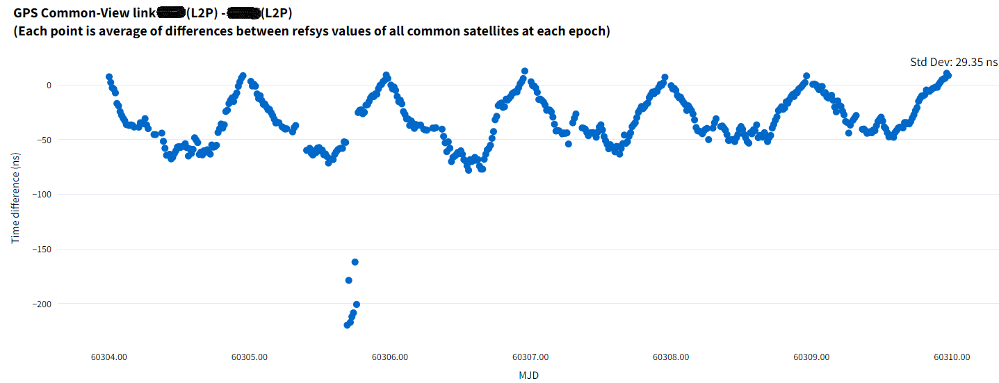 GPS Common-View link (L2P) - (L2P)
(Each point is average of differences between refsys values of all common satellites at each epoch)
Std Dev: 29.35 ns
0
−50
−100
−150
−200
Time difference (ns)
60304.00 60305.00 60306.00 60307.00 60308.00 60309.00 60310.00
MJD